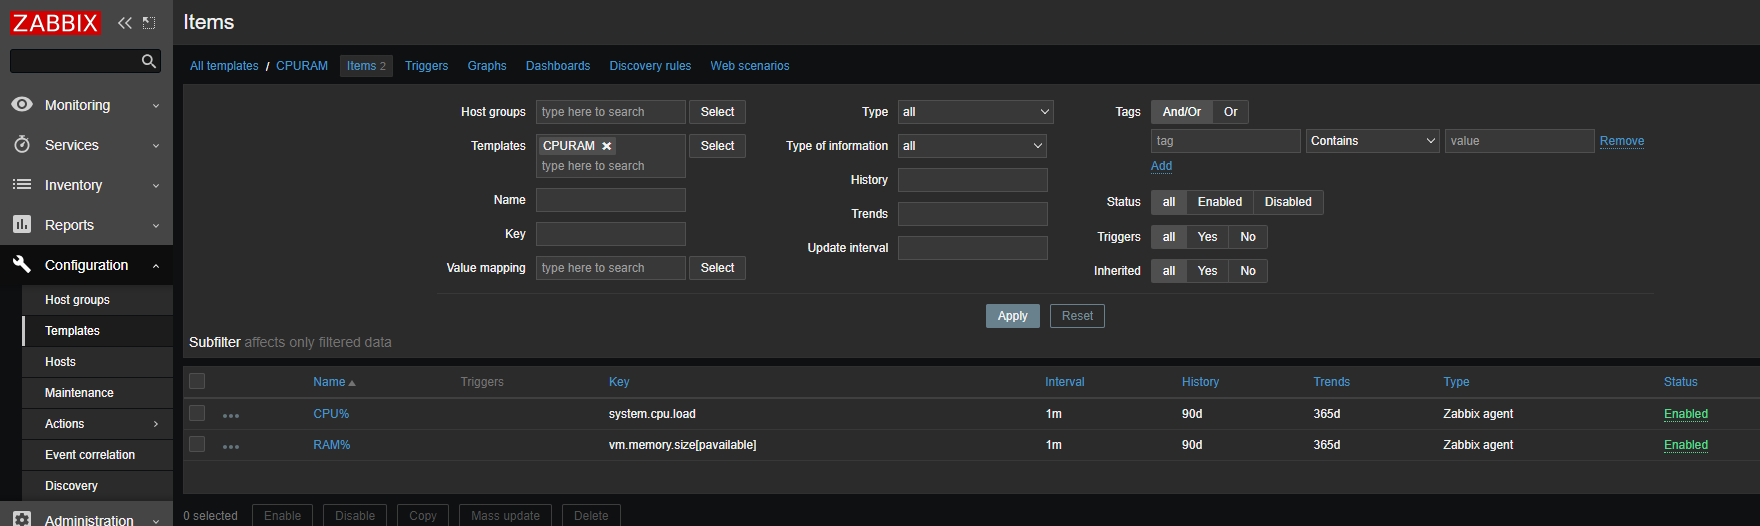 ZABBIX
Items
All templates / CPURAM Items 2 Triggers Graphs Dashboards Discovery rules Web scenarios
Monitoring
Services
Inventory
Reports
Configuration
Host groups
Templates
Hosts
Maintenance
Actions
Event correlation
Discovery
Administration
Host groups type here to search Select
Templates CPURAM Select
type here to search
Name
Key
Value mapping type here to search Select
Type all
Type of information all
History
Trends
Update interval
Tags And/Or Or
tag Contains value Remove
Add
Status all Enabled Disabled
Triggers all Yes No
Inherited all Yes No
Apply Reset
Subfilter affects only filtered data
Name Triggers Key Interval History Trends Type Status
CPU% system.cpu.load 1m 90d 365d Zabbix agent Enabled
RAM% vm.memory.size[pavailable] 1m 90d 365d Zabbix agent Enabled
0 selected Enable Disable Copy Mass update Delete